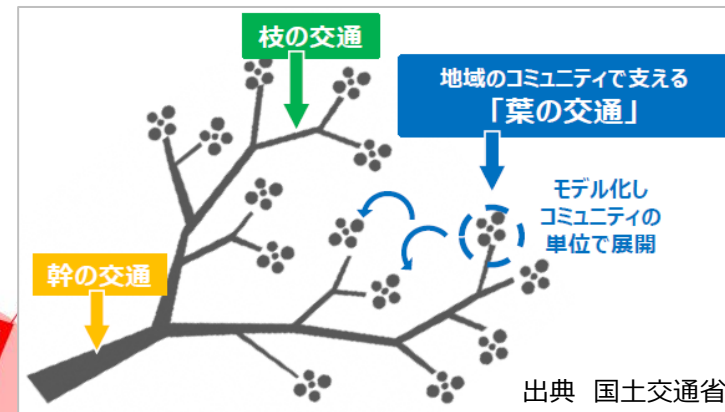 枝の交通
地域のコミュニティで支える
「葉の交通」
モデル化し
コミュニティの
単位で展開
幹の交通
出典 国土交通省